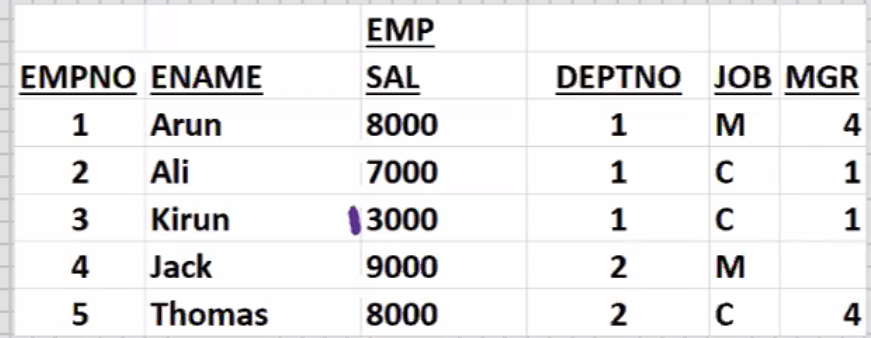 EMP
EMPNO ENAME SAL DEPTNO JOB MGR
1 Arun 8000 1 M 4
2 Ali 7000 1 C 1
3 Kirun 3000 1 C 1
4 Jack 9000 2 M
5 Thomas 8000 2 C 4